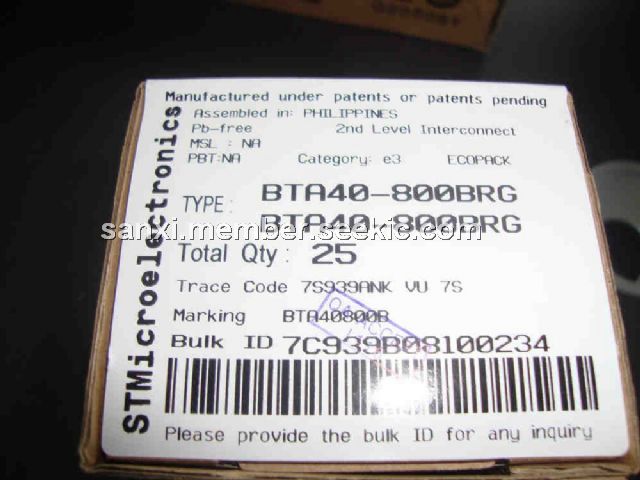 STMicroelectronics
Manufactured under patents or patents pending
Assembled in: PHILIPPINES
Pb-free 2nd Level Interconnect
MSL : NA
PBT:NA Category: e3 ECOPACK
TYPE: BTA40-800BRG
BTA40-800BRG
sanxi.member.seekic.com
Total Qty: 25
Trace Code 7S939ANK VU 7S
Marking BTA40800B
Bulk ID 7C939B08100234
Please provide the bulk ID for any inquiry